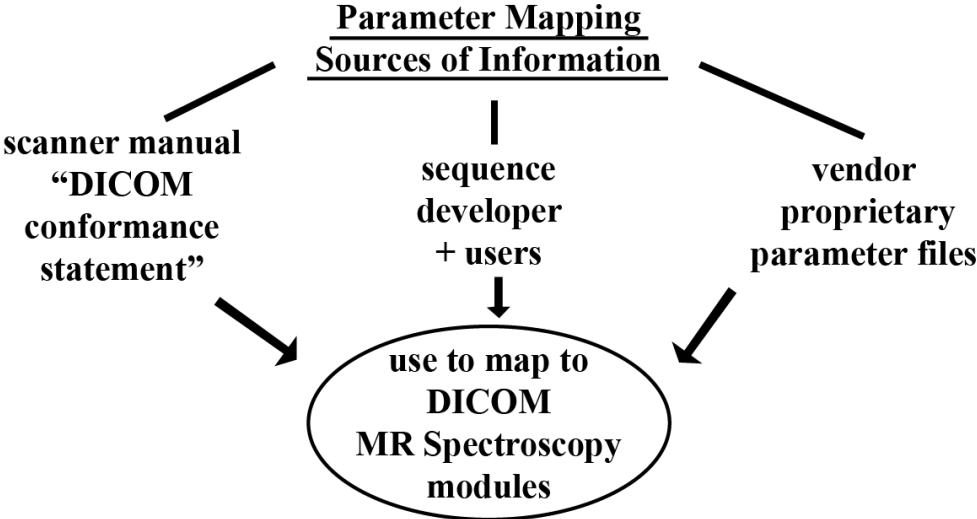 Parameter Mapping
Sources of Information
scanner manual
“DICOM
conformance
statement”
sequence
developer
+ users
vendor
proprietary
parameter files
use to map to
DICOM
MR Spectroscopy
modules